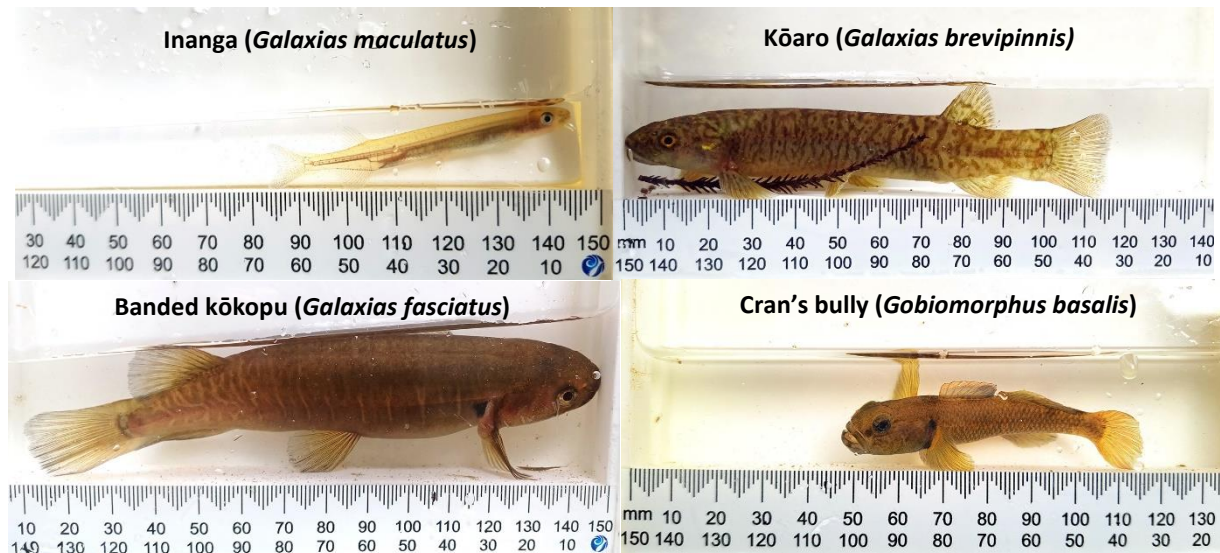 Inanga (Galaxias maculatus)
30 40 50 60 70 80 90 100 110 120 130 140 150
120 110 100 90 80 70 60 50 40 30 20 10
Kōaro (Galaxias brevipinnis)
mm 10 20 30 40 50 60 70 80 90 100 110 120 130 140
150 140 130 120 110 100 90 80 70 60 50 40 30 20 10
Banded kōkopu (Galaxias fasciatus)
10 20 30 40 50 60 70 80 90 100 110 120 130 140 150
130 120 110 100 90 80 70 60 50 40 30 20 10
Cran's bully (Gobiomorphus basalis)
mm 10 20 30 40 50 60 70 80 90 100 110 120 130
150 140 130 120 110 100 90 80 70 60 50 40 30 20